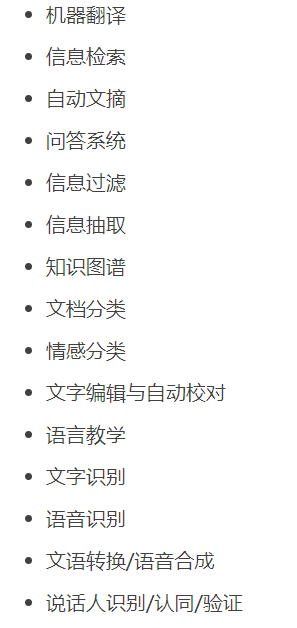 机器翻译
信息检索
自动文摘
问答系统
信息过滤
信息抽取
知识图谱
文档分类
情感分类
文字编辑与自动校对
语言教学
文字识别
语音识别
文语转换/语音合成
说话人识别/认同/验证